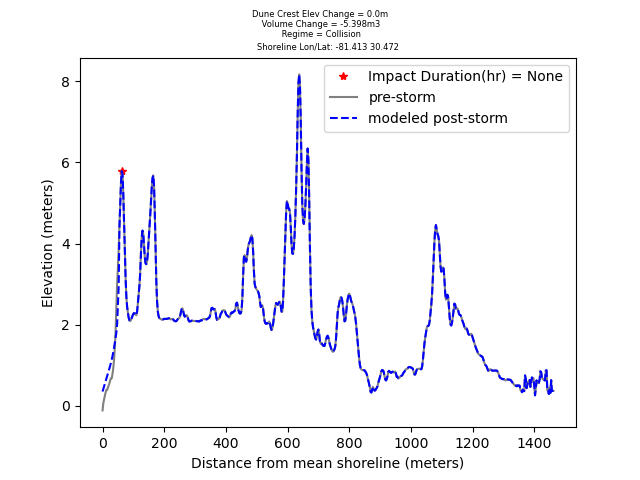 Dune Crest Elev Change = 0.0m
Volume Change = -5.398m3
Regime = Collision
Shoreline Lon/Lat: -81.413 30.472
Impact Duration(hr) = None
pre-storm
modeled post-storm
8
6
4
2
0
Elevation (meters)
0 200 400 600 800 1000 1200 1400
Distance from mean shoreline (meters)